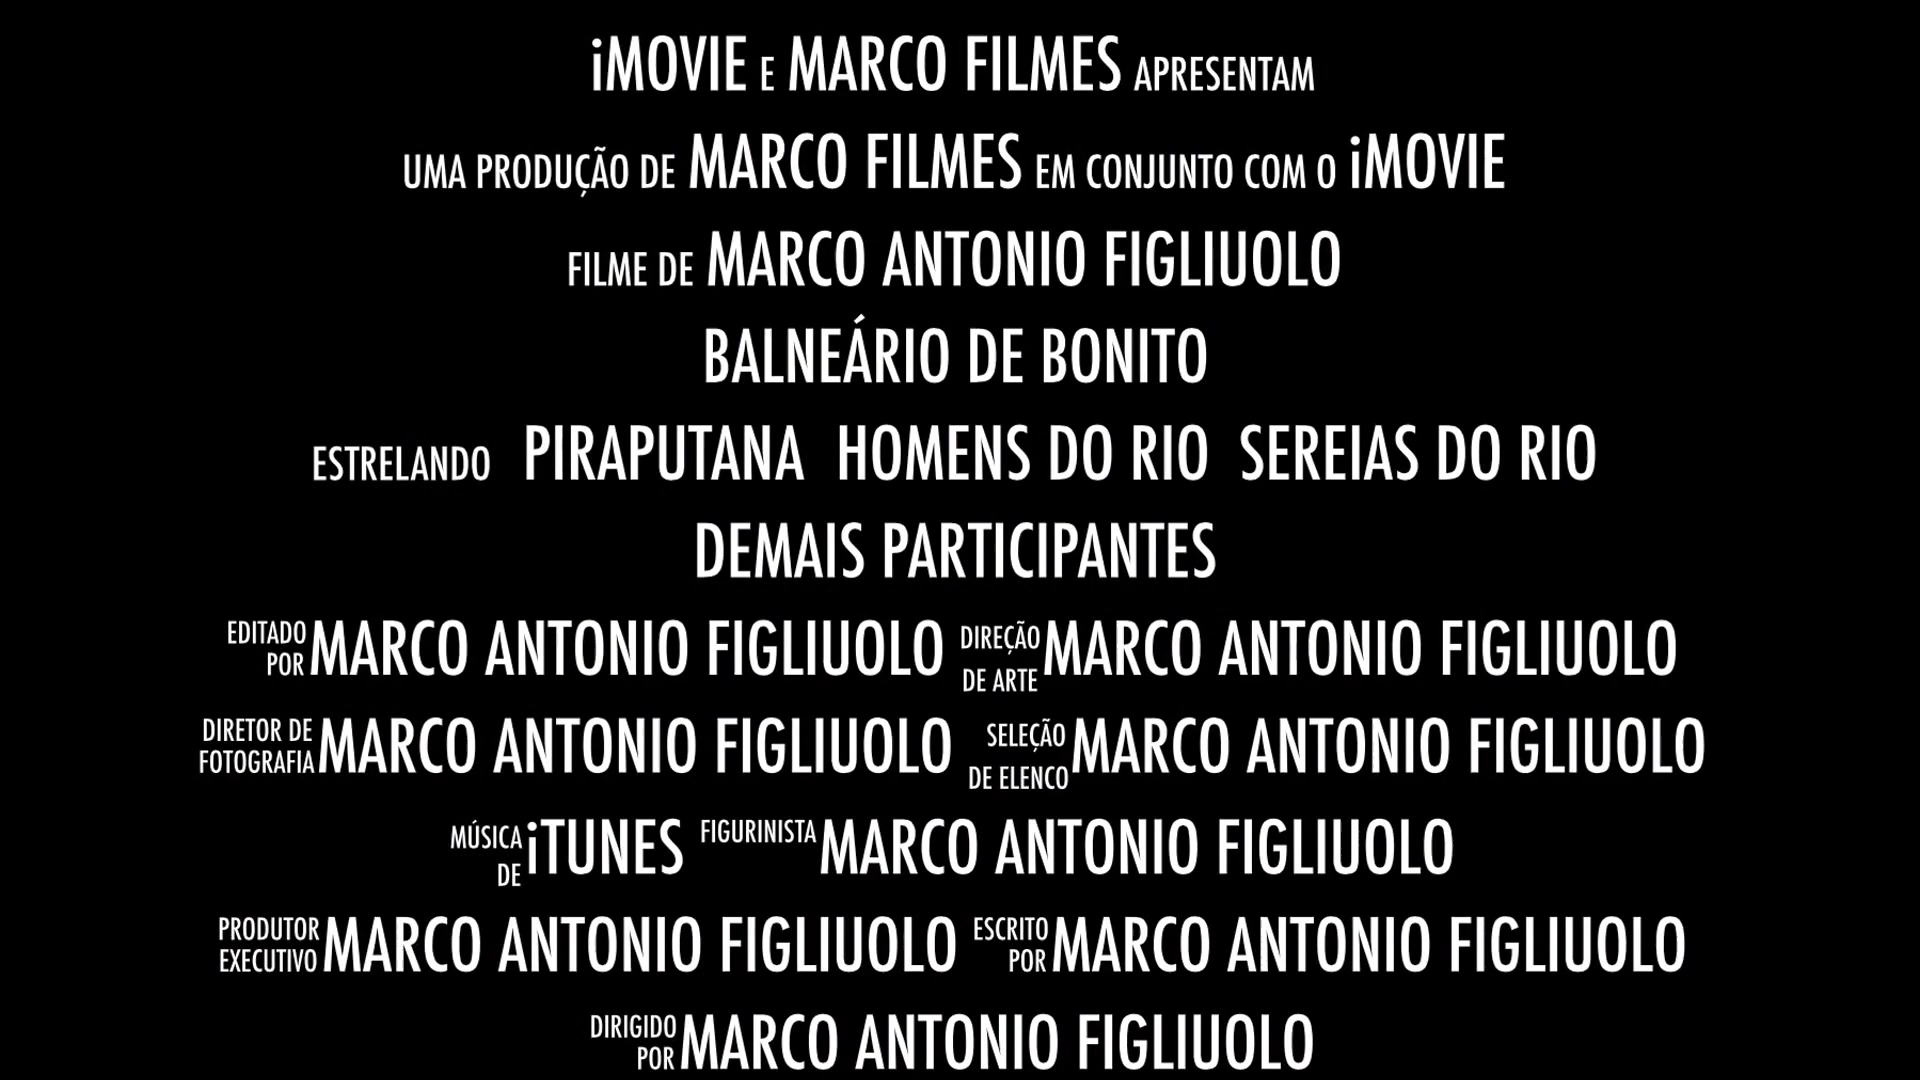 iMOVIE E MARCO FILMES APRESENTAM
UMA PRODUÇÃO DE MARCO FILMES EM CONJUNTO COM O iMOVIE
FILME DE MARCO ANTONIO FIGLIUOLO
BALNEÁRIO DE BONITO
ESTRELANDO PIRAPUTANA HOMENS DO RIO SEREIAS DO RIO
DEMAIS PARTICIPANTES
EDITADO POR MARCO ANTONIO FIGLIUOLO DIREÇÃO DE ARTE MARCO ANTONIO FIGLIUOLO
DIRETOR DE FOTOGRAFIA MARCO ANTONIO FIGLIUOLO SELEÇÃO DE ELENCO MARCO ANTONIO FIGLIUOLO
MÚSICA DE iTUNES FIGURINISTA MARCO ANTONIO FIGLIUOLO
PRODUTOR EXECUTIVO MARCO ANTONIO FIGLIUOLO ESCRITO POR MARCO ANTONIO FIGLIUOLO
DIRIGIDO POR MARCO ANTONIO FIGLIUOLO